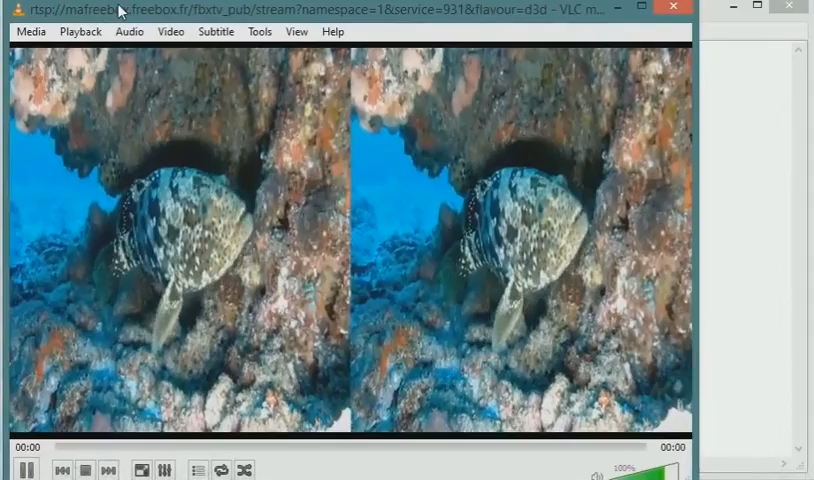 rtsp://mafreebox.freebox.fr/fbxtv_pub/stream?namespace=1&service=931&flavour=d3d - VLC m...
Media Playback Audio Video Subtitle Tools View Help
00:00 00:00
100%